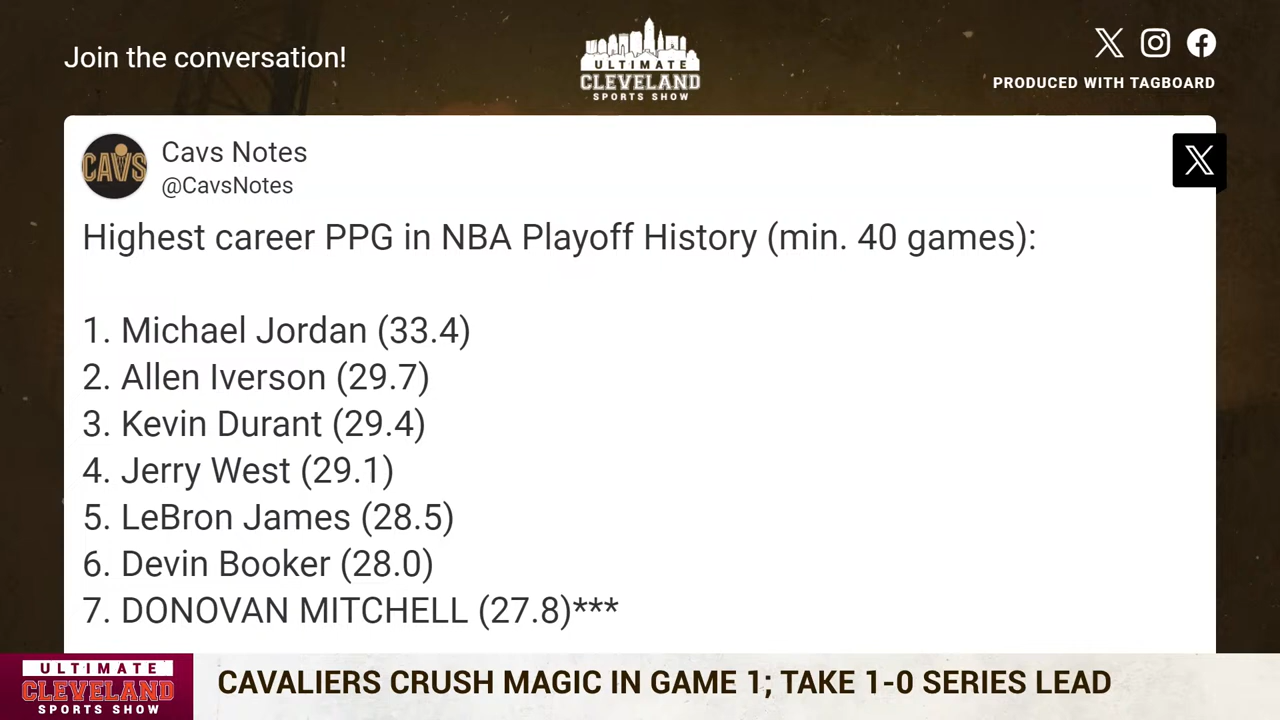 Join the conversation!
ULTIMATE
CLEVELAND
SPORTS SHOW
PRODUCED WITH TAGBOARD
CAVS
Cavs Notes
@CavsNotes
Highest career PPG in NBA Playoff History (min. 40 games):
1. Michael Jordan (33.4)
2. Allen Iverson (29.7)
3. Kevin Durant (29.4)
4. Jerry West (29.1)
5. LeBron James (28.5)
6. Devin Booker (28.0)
7. DONOVAN MITCHELL (27.8)***
ULTIMATE
CLEVELAND
SPORTS SHOW
CAVALIERS CRUSH MAGIC IN GAME 1; TAKE 1-0 SERIES LEAD